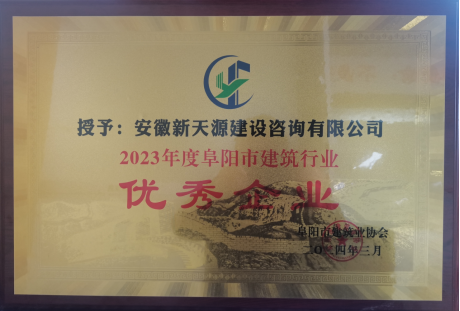 授予：安徽新天源建设咨询有限公司
2023年度阜阳市建筑行业
优秀企业
阜阳市建筑业协会
二〇二四年三月